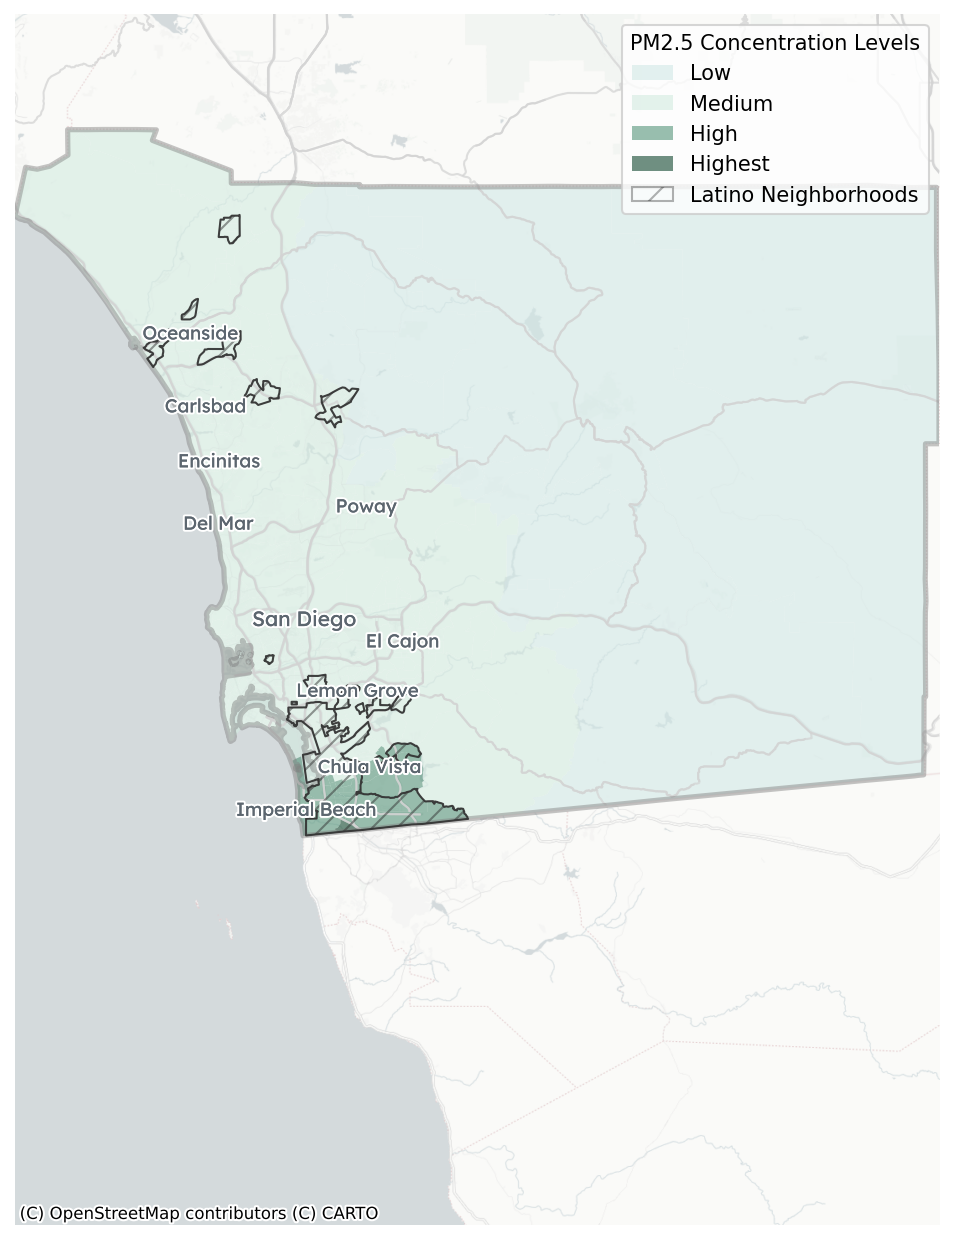 PM2.5 Concentration Levels
Low
Medium
High
Highest
Latino Neighborhoods
Oceanside
Carlsbad
Encinitas
Poway
Del Mar
San Diego
El Cajon
Lemon Grove
Chula Vista
Imperial Beach
(C) OpenStreetMap contributors (C) CARTO